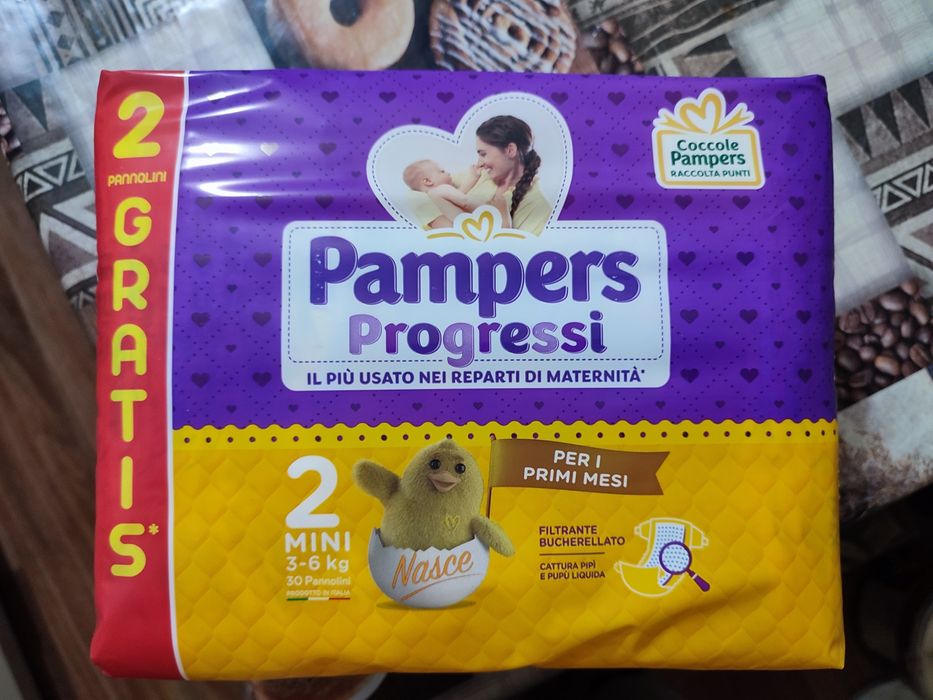 2
PANNOLINI
GRATIS*
Coccole
Pampers
RACCOLTA PUNTI
Pampers
Progressi
IL PIÙ USATO NEI REPARTI DI MATERNITÀ*
2
MINI
3-6 kg
30 Pannolini
PRODOTTO IN ITALIA
Nasce
PER I
PRIMI MESI
FILTRANTE
BUCHERELLATO
CATTURA PIPÌ
E PUPÙ LIQUIDA